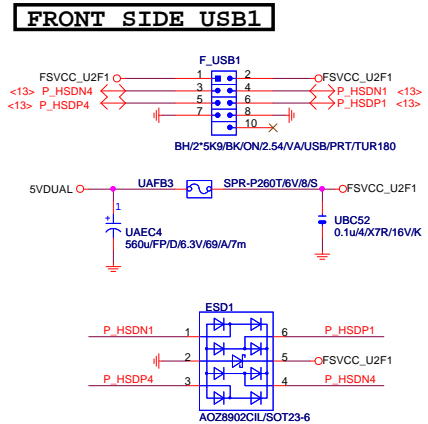 FRONT SIDE USB1
F_USB1
FSVCC_U2F1 1 2 FSVCC_U2F1
<13> P_HSDN4 3 4 P_HSDN1 <13>
<13> P_HSDP4 5 6 P_HSDP1 <13>
7 8
10
BH/2*5K9/BK/ON/2.54/VA/USB/PRT/TUR180
5VDUAL UAFB3 SPR-P260T/6V/8/S FSVCC_U2F1
1
+
UAEC4
560u/FP/D/6.3V/69/A/7m
UBC52
0.1u/4/X7R/16V/K
ESD1
P_HSDN1 1 6 P_HSDP1
2 5 FSVCC_U2F1
P_HSDP4 3 4 P_HSDN4
AOZ8902CIL/SOT23-6